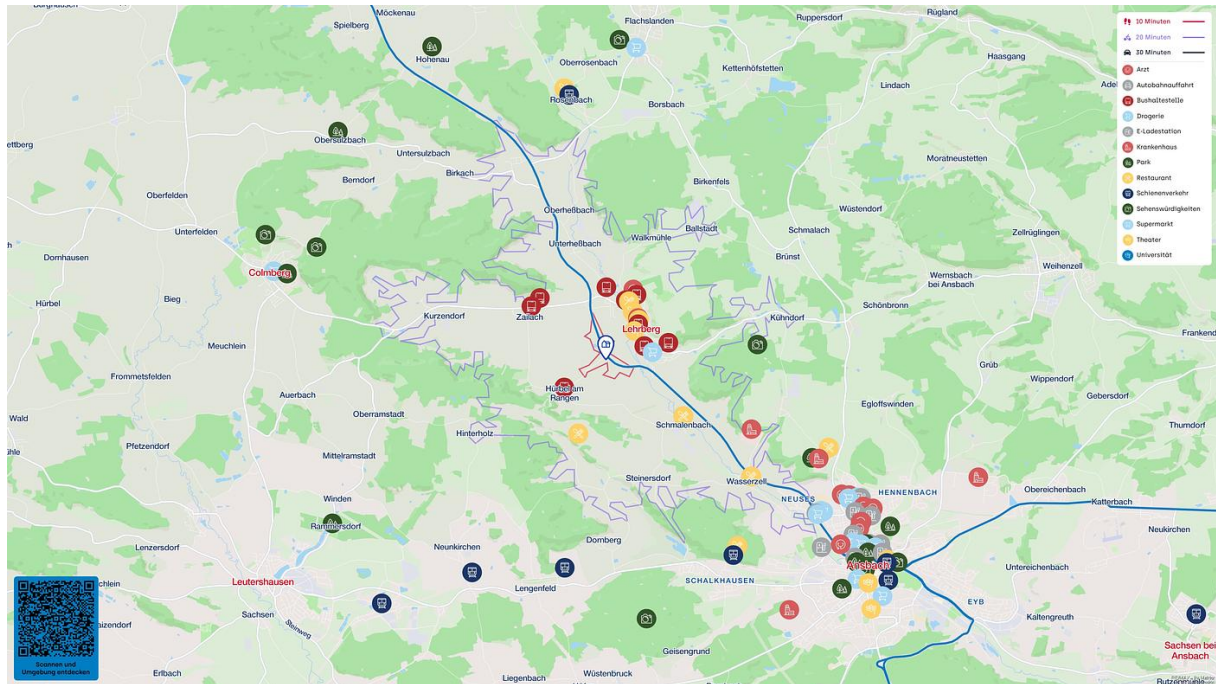 Möckenau
Spielberg
Flachslanden
Ruppersdorf
Rügland
Hohenau
Oberrosenbach
Kettenhöfstetten
Haasgang
Lindach
Rosenbach
Borsbach
Obersulzbach
Untersulzbach
Birkach
Berndorf
Moratneustetten
Birkenfels
Oberfelden
Oberheßbach
Wüstendorf
Ballstadt
Unterfelden
Unterheßbach
Walkmühle
Schmalach
Zellrüglingen
Dornhausen
Brünst
Weihenzell
Colmberg
Wernsbach
bei Ansbach
Hürbel
Bieg
Kurzendorf
Zailach
Kühndorf
Schönbronn
Lehrberg
Meuchlein
Grüb
Frommetsfelden
Hürbel am
Rangen
Wippendorf
Auerbach
Gebersdorf
Wald
Oberramstadt
Egloffswinden
Schmalenbach
Thurndorf
Hinterholz
Pfetzendorf
Mittelramstadt
Steinersdorf
Wasserzell
NEUSES
HENNENBACH
Obereichenbach
Katterbach
Winden
Rammersdorf
Neukirchen
Lenzersdorf
Neunkirchen
Dornberg
Ansbach
Untereichenbach
Leutershausen
SCHALKHAUSEN
Lengenfeld
EYB
Sachsen
Kaltengreuth
Steinweg
Sachsen bei
Ansbach
Geisengrund
Erlbach
Liegenbach
Wüstenbruck
10 Minuten
20 Minuten
30 Minuten
Arzt
Autobahnauffahrt
Bushaltestelle
Drogerie
E-Ladestation
Krankenhaus
Park
Restaurant
Schienenverkehr
Sehenswürdigkeiten
Supermarkt
Theater
Universität
Scannen und
Umgebung entdecken